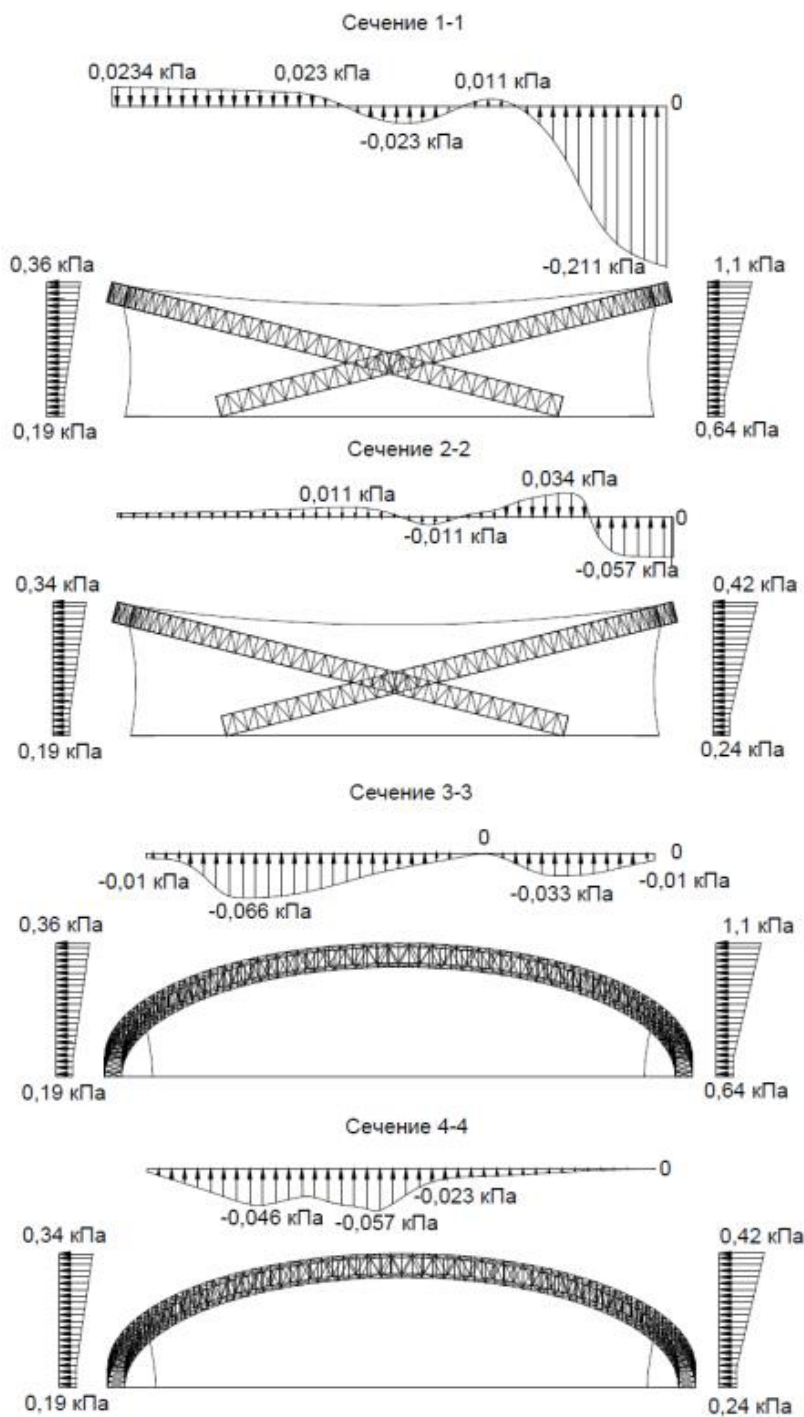 Сечение 1-1
0,0234 кПа 0,023 кПа 0,011 кПа
0
-0,023 кПа
-0,211 кПа
0,36 кПа 1,1 кПа
0,19 кПа 0,64 кПа
Сечение 2-2
0,011 кПа 0,034 кПа
0
-0,011 кПа
-0,057 кПа
0,34 кПа 0,42 кПа
0,19 кПа 0,24 кПа
Сечение 3-3
0
0
-0,01 кПа -0,033 кПа -0,01 кПа
-0,066 кПа
0,36 кПа 1,1 кПа
0,19 кПа 0,64 кПа
Сечение 4-4
0
-0,023 кПа
-0,046 кПа -0,057 кПа
0,34 кПа 0,42 кПа
0,19 кПа 0,24 кПа